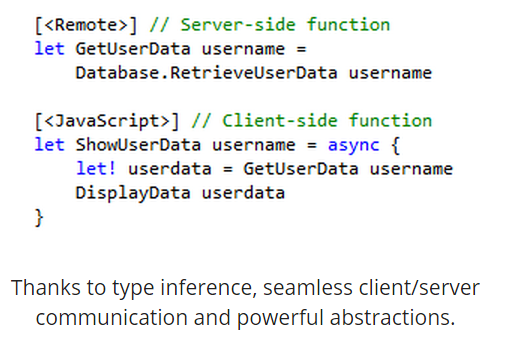 [<Remote>] // Server-side function
let GetUserData username =
    Database.RetrieveUserData username
[<JavaScript>] // Client-side function
let ShowUserData username = async {
    let! userdata = GetUserData username
    DisplayData userdata
}
Thanks to type inference, seamless client/server
communication and powerful abstractions.